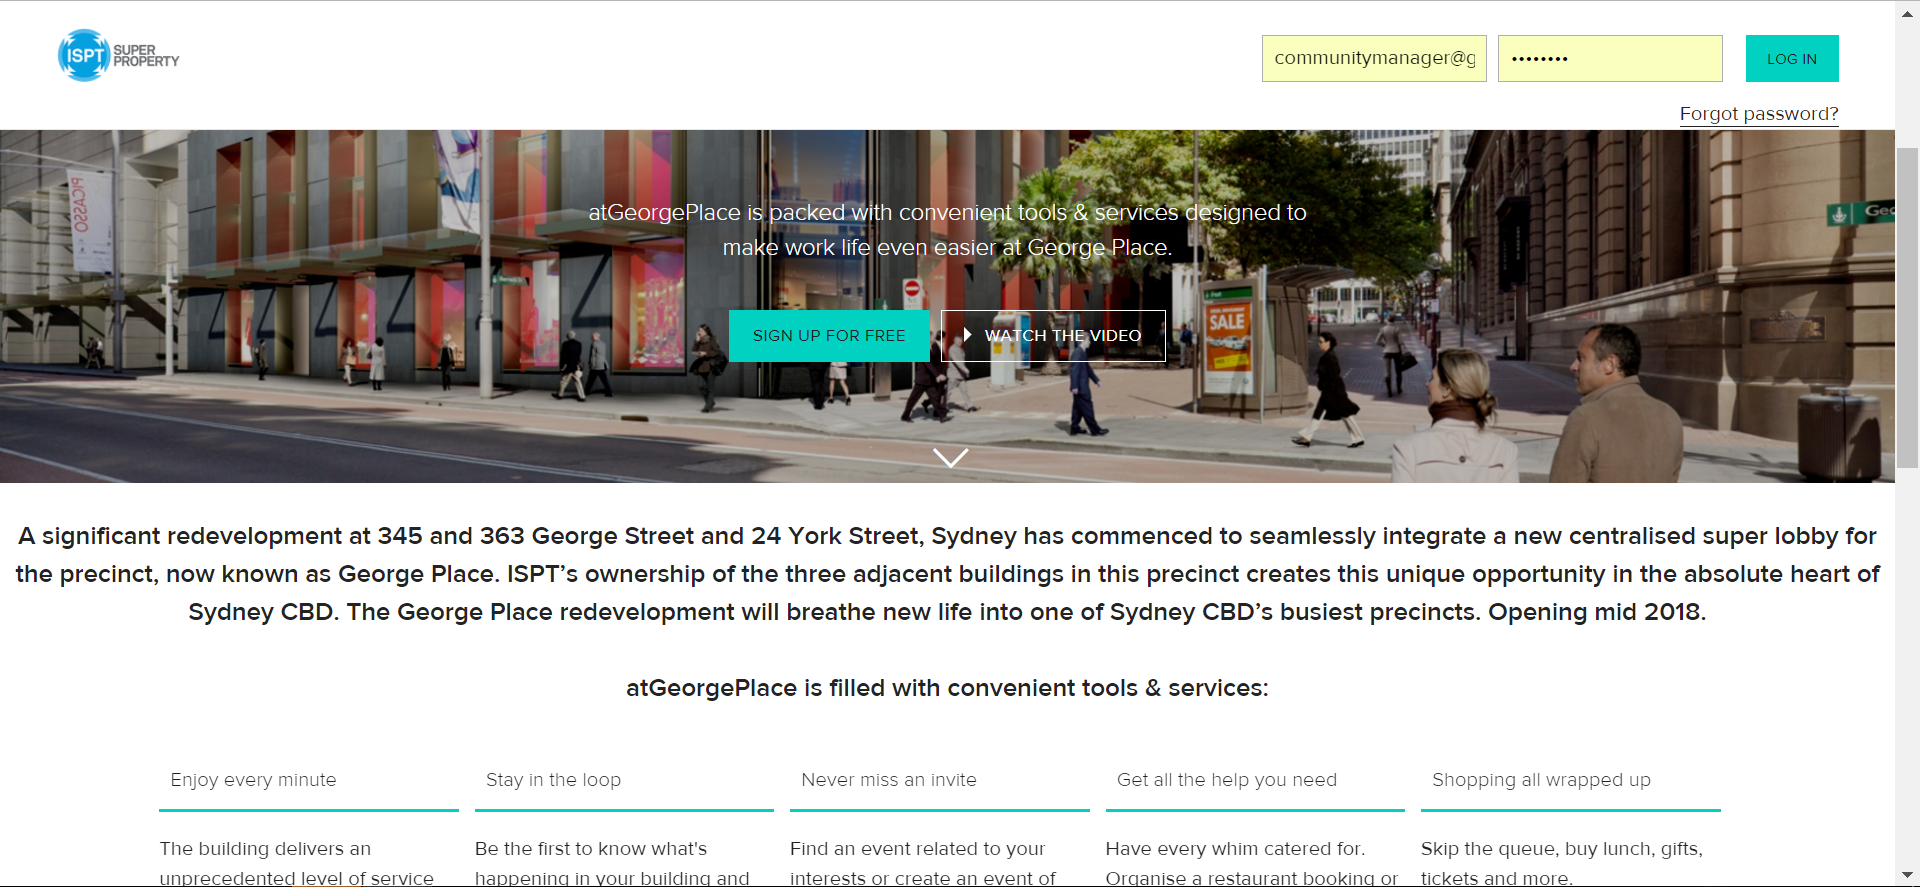 ISPT SUPER
PROPERTY
communitymanager@g
••••••••
LOG IN
Forgot password?
PICASSO
atGeorgePlace is packed with convenient tools & services designed to
make work life even easier at George Place.
SIGN UP FOR FREE
WATCH THE VIDEO
SALE
Geo
A significant redevelopment at 345 and 363 George Street and 24 York Street, Sydney has commenced to seamlessly integrate a new centralised super lobby for
the precinct, now known as George Place. ISPT’s ownership of the three adjacent buildings in this precinct creates this unique opportunity in the absolute heart of
Sydney CBD. The George Place redevelopment will breathe new life into one of Sydney CBD’s busiest precincts. Opening mid 2018.
atGeorgePlace is filled with convenient tools & services:
Enjoy every minute
The building delivers an
unprecedented level of service
Stay in the loop
Be the first to know what's
happening in your building and
Never miss an invite
Find an event related to your
interests or create an event of
Get all the help you need
Have every whim catered for.
Organise a restaurant booking or
Shopping all wrapped up
Skip the queue, buy lunch, gifts,
tickets and more.